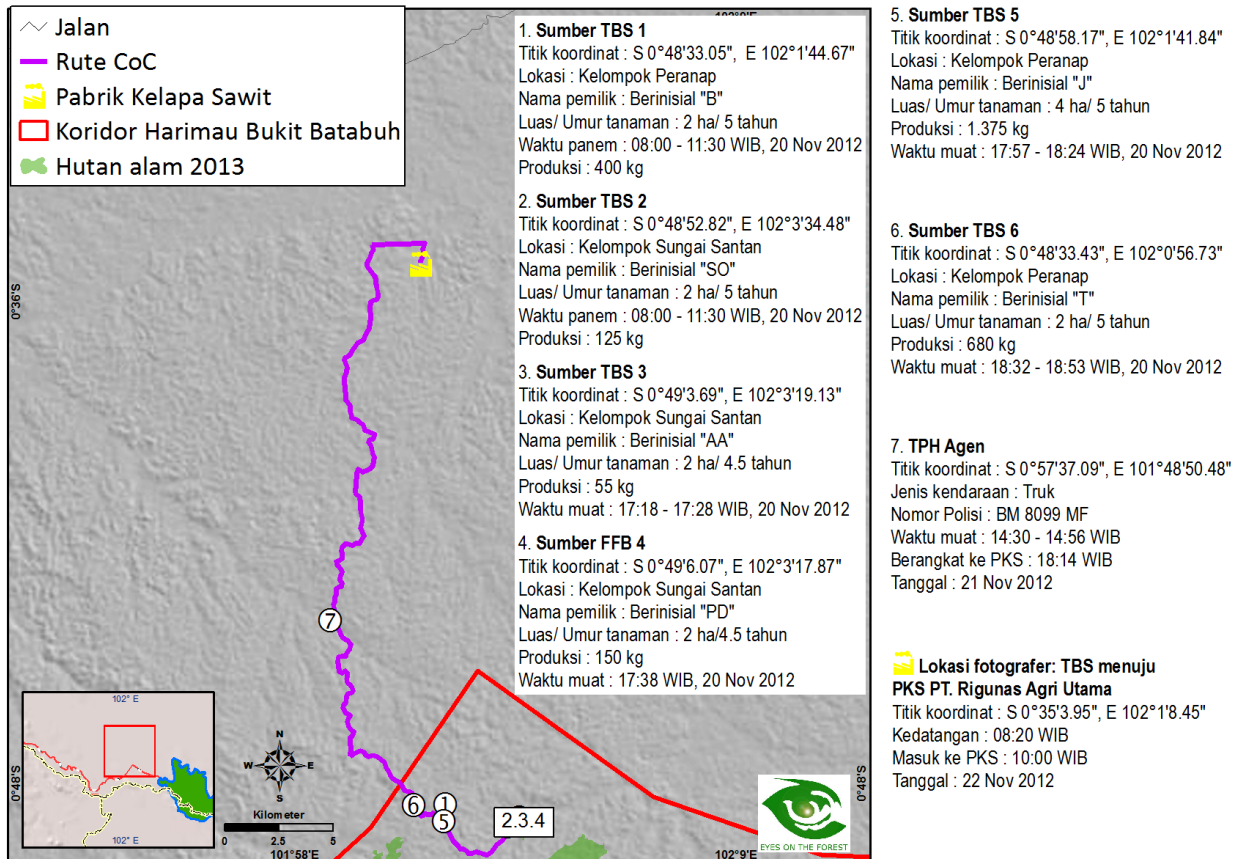 Jalan
Rute CoC
Pabrik Kelapa Sawit
Koridor Harimau Bukit Batabuh
Hutan alam 2013
102°9'E
1. Sumber TBS 1
Titik koordinat : S 0°48'33.05", E 102°1'44.67"
Lokasi : Kelompok Peranap
Nama pemilik : Berinisial "B"
Luas/ Umur tanaman : 2 ha/ 5 tahun
Waktu panem : 08:00 - 11:30 WIB, 20 Nov 2012
Produksi : 400 kg
2. Sumber TBS 2
Titik koordinat : S 0°48'52.82", E 102°3'34.48"
Lokasi : Kelompok Sungai Santan
Nama pemilik : Berinisial "SO"
Luas/ Umur tanaman : 2 ha/ 5 tahun
Waktu panem : 08:00 - 11:30 WIB, 20 Nov 2012
Produksi : 125 kg
3. Sumber TBS 3
Titik koordinat : S 0°49'3.69", E 102°3'19.13"
Lokasi : Kelompok Sungai Santan
Nama pemilik : Berinisial "AA"
Luas/ Umur tanaman : 2 ha/ 4.5 tahun
Produksi : 55 kg
Waktu muat : 17:18 - 17:28 WIB, 20 Nov 2012
4. Sumber FFB 4
Titik koordinat : S 0°49'6.07", E 102°3'17.87"
Lokasi : Kelompok Sungai Santan
Nama pemilik : Berinisial "PD"
Luas/ Umur tanaman : 2 ha/4.5 tahun
Produksi : 150 kg
Waktu muat : 17:38 WIB, 20 Nov 2012
5. Sumber TBS 5
Titik koordinat : S 0°48'58.17", E 102°1'41.84"
Lokasi : Kelompok Peranap
Nama pemilik : Berinisial "J"
Luas/ Umur tanaman : 4 ha/ 5 tahun
Produksi : 1.375 kg
Waktu muat : 17:57 - 18:24 WIB, 20 Nov 2012
6. Sumber TBS 6
Titik koordinat : S 0°48'33.43", E 102°0'56.73"
Lokasi : Kelompok Peranap
Nama pemilik : Berinisial "T"
Luas/ Umur tanaman : 2 ha/ 5 tahun
Produksi : 680 kg
Waktu muat : 18:32 - 18:53 WIB, 20 Nov 2012
7. TPH Agen
Titik koordinat : S 0°57'37.09", E 101°48'50.48"
Jenis kendaraan : Truk
Nomor Polisi : BM 8099 MF
Waktu muat : 14:30 - 14:56 WIB
Berangkat ke PKS : 18:14 WIB
Tanggal : 21 Nov 2012
Lokasi fotografer: TBS menuju
PKS PT. Rigunas Agri Utama
Titik koordinat : S 0°35'3.95", E 102°1'8.45"
Kedatangan : 08:20 WIB
Masuk ke PKS : 10:00 WIB
Tanggal : 22 Nov 2012
0°36'S
7
102° E
102° E
N
W E
S
Kilometer
0 2.5 5
0°48'S
0°48'S
6
1
5
2.3.4
101°58'E
102°9'E
EYES ON THE FOREST